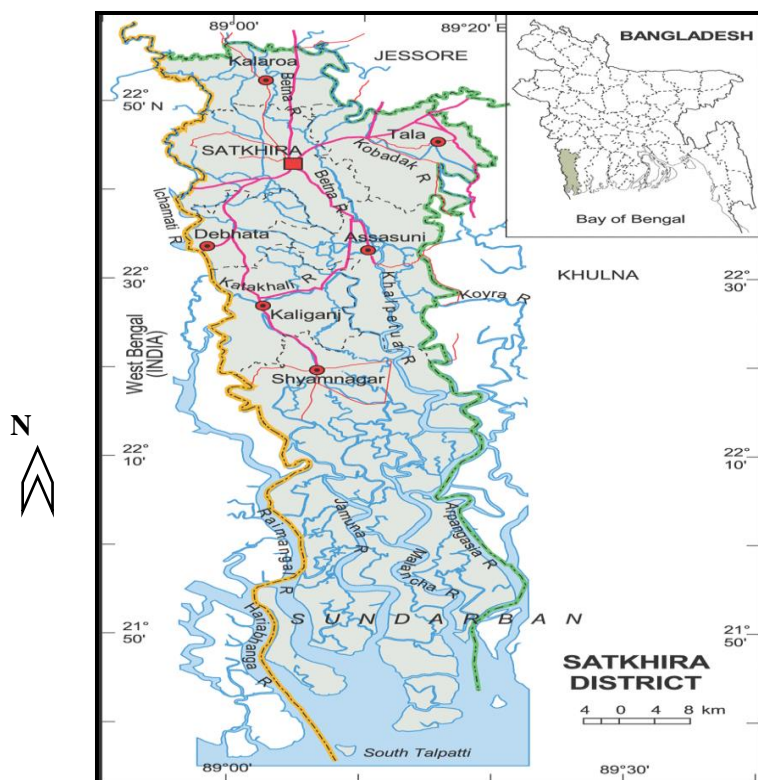 89°00'
89°20' E
JESSORE
BANGLADESH
Kalaroa
Betna R
22°
50' N
Tala
SATKHIRA
Kobadak R
Betna R
Ichamati R
Bay of Bengal
Debhata
Assasuni
KHULNA
22°
30'
22°
30'
Katakhali R
Khalpetua R
Koyra R
Kaliganj
West Bengal
(INDIA)
Shyamnagar
N
22°
10'
22°
10'
Raimangal R
Jamuna R
Malancha R
Arpangasia R
SUNDARBAN
21°
50'
21°
50'
Hariabhanga R
SATKHIRA
DISTRICT
4 0 4 8 km
South Talpatti
89°00'
89°30'